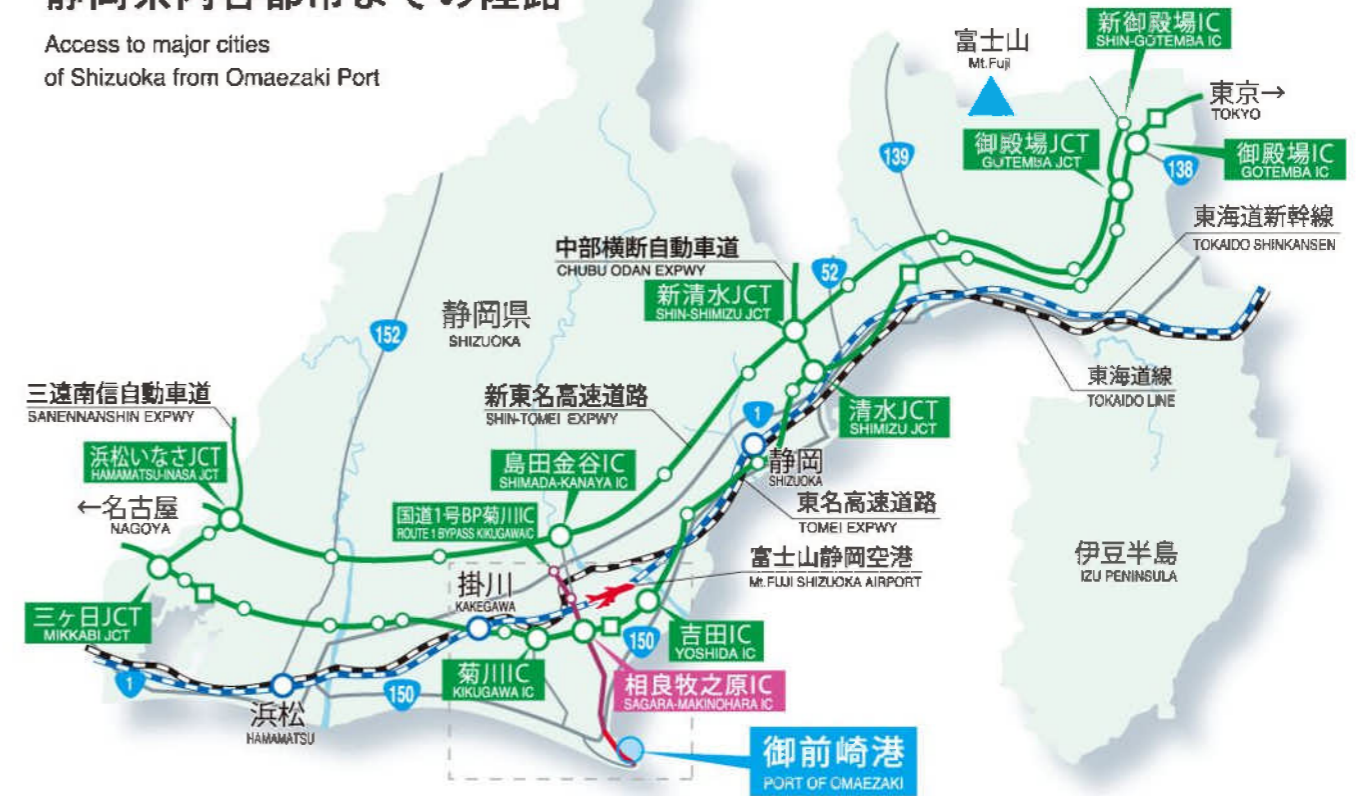 Access to major cities
of Shizuoka from Omaezaki Port
富士山
Mt.Fuji
新御殿場IC
SHIN-GOTEMBA IC
東京→
TOKYO
御殿場JCT
GOTEMBA JCT
御殿場IC
GOTEMBA IC
139
138
東海道新幹線
TOKAIDO SHINKANSEN
中部横断自動車道
CHUBU ODAN EXPWY
52
新清水JCT
SHIN-SHIMIZU JCT
静岡県
SHIZUOKA
152
東海道線
TOKAIDO LINE
三遠南信自動車道
SANENNANSHIN EXPWY
新東名高速道路
SHIN-TOMEI EXPWY
1
清水JCT
SHIMIZU JCT
浜松いなさJCT
HAMAMATSU-INASA JCT
島田金谷IC
SHIMADA-KANAYA IC
静岡
SHIZUOKA
←名古屋
NAGOYA
国道1号BP菊川IC
ROUTE 1 BYPASS KIKUGAWA IC
東名高速道路
TOMEI EXPWY
富士山静岡空港
Mt.FUJI SHIZUOKA AIRPORT
伊豆半島
IZU PENINSULA
掛川
KAKEGAWA
三ヶ日JCT
MIKKABI JCT
150
吉田IC
YOSHIDA IC
菊川IC
KIKUGAWA IC
相良牧之原IC
SAGARA-MAKINOHARA IC
1
150
浜松
HAMAMATSU
御前崎港
PORT OF OMAEZAKI